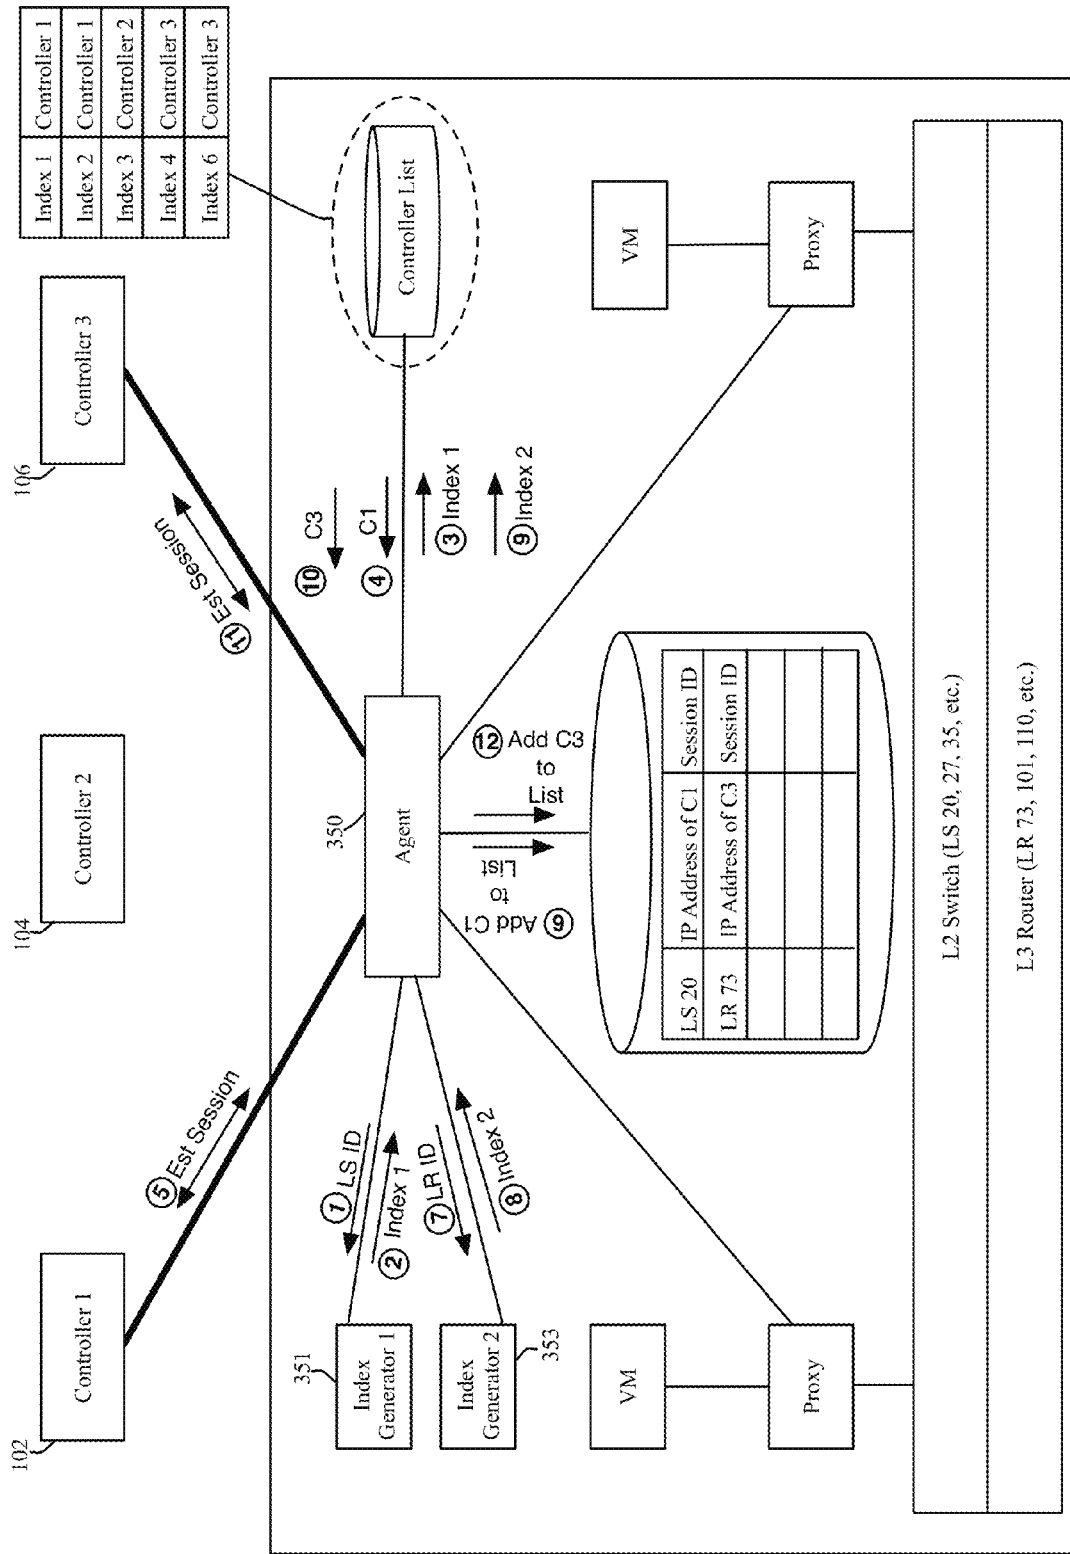 102
Controller 1
104
Controller 2
106
Controller 3
Index 1 Controller 1
Index 2 Controller 1
Index 3 Controller 2
Index 4 Controller 3
Index 6 Controller 3
5 Est Session
11 Est Session
351
Index
Generator 1
Index
Generator 2
353
1 LS ID
2 Index 1
7 LR ID
8 Index 2
350
Agent
10 C3
4 C1
3 Index 1
9 Index 2
Controller List
6 Add C1
to
List
12 Add C3
to
List
LS 20 IP Address of C1 Session ID
LR 73 IP Address of C3 Session ID
VM
Proxy
VM
Proxy
L2 Switch (LS 20, 27, 35, etc.)
L3 Router (LR 73, 101, 110, etc.)